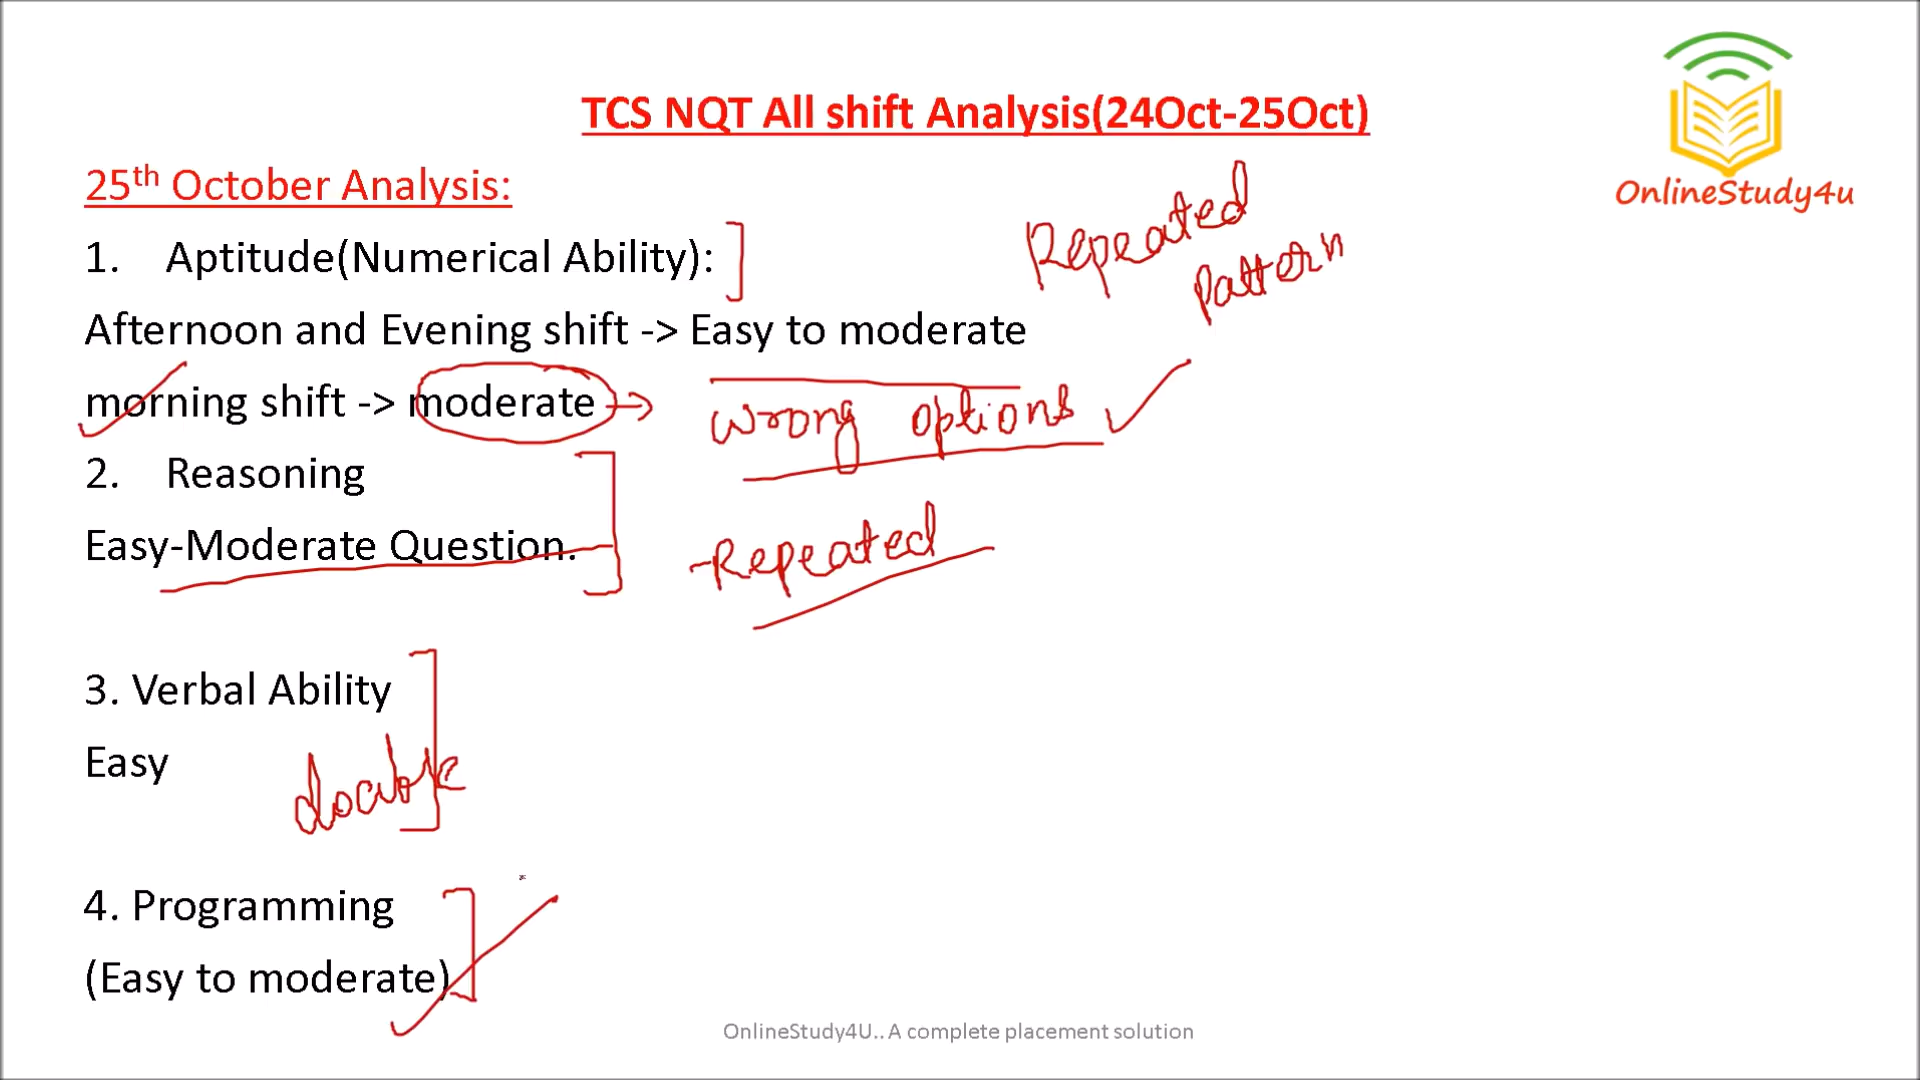 TCS NQT All shift Analysis(24Oct-25Oct)
OnlineStudy4u
25th October Analysis:
1. Aptitude(Numerical Ability):
Repeated
Pattern
Afternoon and Evening shift -> Easy to moderate
morning shift -> moderate
wrong options
2. Reasoning
Easy-Moderate Question.
Repeated
3. Verbal Ability
Easy
doable
4. Programming
(Easy to moderate)
OnlineStudy4U.. A complete placement solution